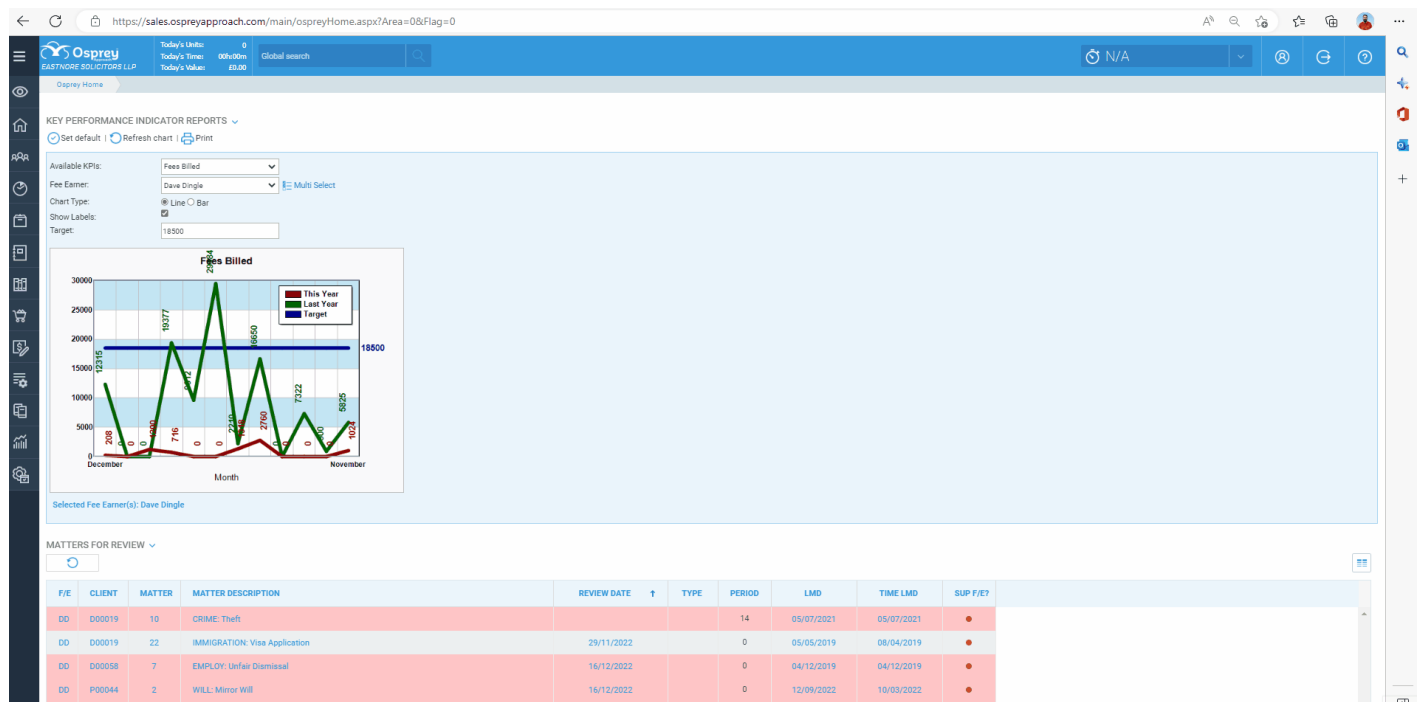 https://sales.ospreyapproach.com/main/ospreyHome.aspx?Area=0&Flag=0
Osprey
EASTNORE SOLICITORS LLP
Today's Units: 0
Today's Time: 00h:00m
Today's Value: £0.00
Global search
N/A
Osprey Home
KEY PERFORMANCE INDICATOR REPORTS
Set default | Refresh chart | Print
Available KPIs: Fees Billed
Fee Earner: Dave Dingle Multi Select
Chart Type: Line Bar
Show Labels:
Target: 18500
Fees Billed
30000
25000
20000
15000
10000
5000
0
This Year
Last Year
Target
18500
12315
19377
16650
7322
5825
208
0
0
716
0
0
2760
0
0
1024
December November
Month
Selected Fee Earner(s): Dave Dingle
MATTERS FOR REVIEW
F/E CLIENT MATTER MATTER DESCRIPTION REVIEW DATE TYPE PERIOD LMD TIME LMD SUP F/E?
DD D00019 10 CRIME: Theft 14 05/07/2021 05/07/2021
DD D00019 22 IMMIGRATION: Visa Application 29/11/2022 0 05/05/2019 08/04/2019
DD D00058 7 EMPLOY: Unfair Dismissal 16/12/2022 0 04/12/2019 04/12/2019
DD P00044 2 WILL: Mirror Will 16/12/2022 0 12/09/2022 10/03/2022